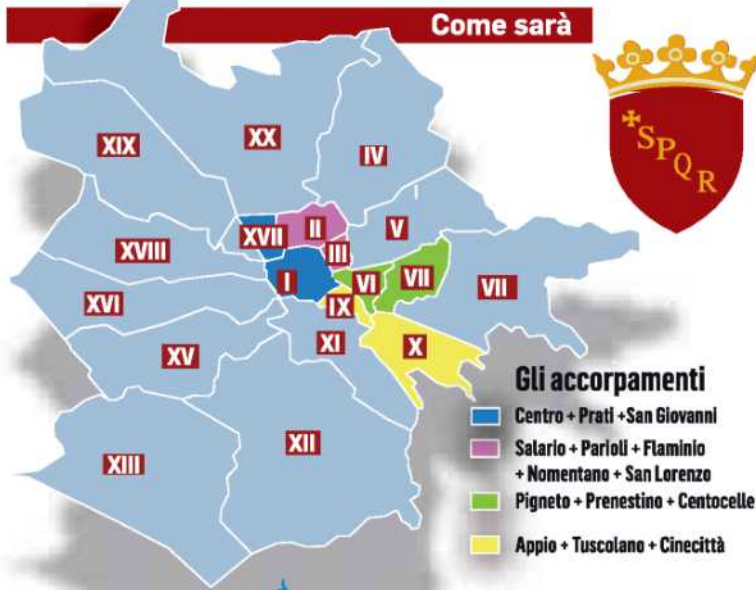 Come sarà
S P Q R
XIX
XX
IV
XVII
II
V
XVIII
III
I
VI
VII
VII
XVI
IX
XI
X
XV
XII
XIII
Gli accorpamenti
Centro + Prati +San Giovanni
Salario + Parioli + Flaminio
+ Nomentano + San Lorenzo
Pigneto + Prenestino + Centocelle
Appio + Tuscolano + Cinecittà